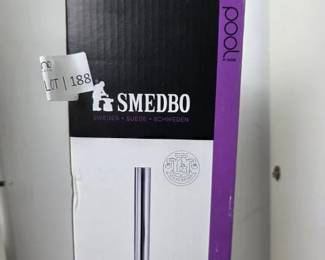 LOT | 188
SMEDBO
SWEDEN • SUEDE • SCHWEDEN
pool